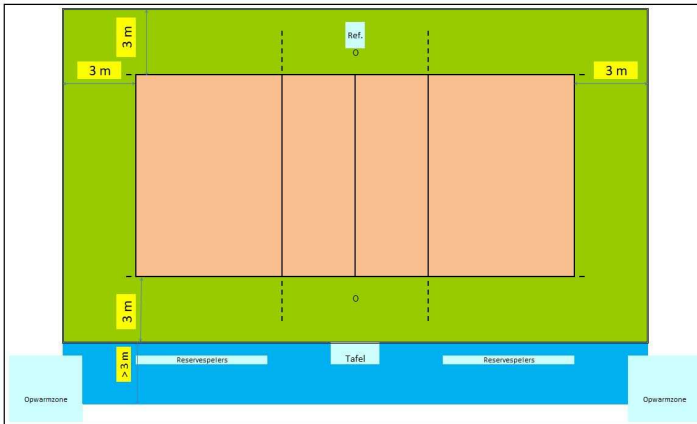 3 m
Ref.
O
3 m
3 m
3 m
O
> 3 m
Reservespelers
Tafel
Reservespelers
Opwarmzone
Opwarmzone